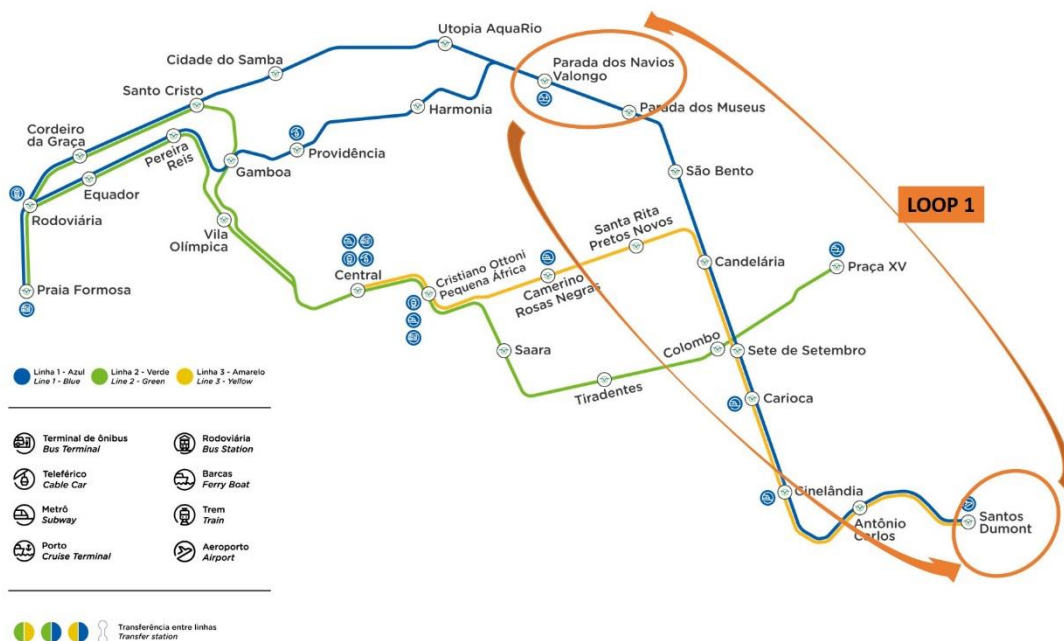 Utopia AquaRio
Cidade do Samba
Parada dos Navios
Valongo
Santo Cristo
Harmonia
Parada dos Museus
Cordeiro
da Graça
Pereira
Reis
Providência
Gamboa
São Bento
Equador
LOOP 1
Rodoviária
Vila
Olímpica
Santa Rita
Pretos Novos
Central
Cristiano Ottoni
Pequena África
Camerino
Rosas Negras
Candelária
Praça XV
Praia Formosa
Saara
Colombo
Sete de Setembro
Tiradentes
Carioca
Cinelândia
Antônio
Carlos
Santos
Dumont
Linha 1 - Azul
Line 1 - Blue
Linha 2 - Verde
Line 2 - Green
Linha 3 - Amarelo
Line 3 - Yellow
Terminal de ônibus
Bus Terminal
Rodoviária
Bus Station
Teleférico
Cable Car
Barcas
Ferry Boat
Metrô
Subway
Trem
Train
Porto
Cruise Terminal
Aeroporto
Airport
Transferência entre linhas
Transfer station